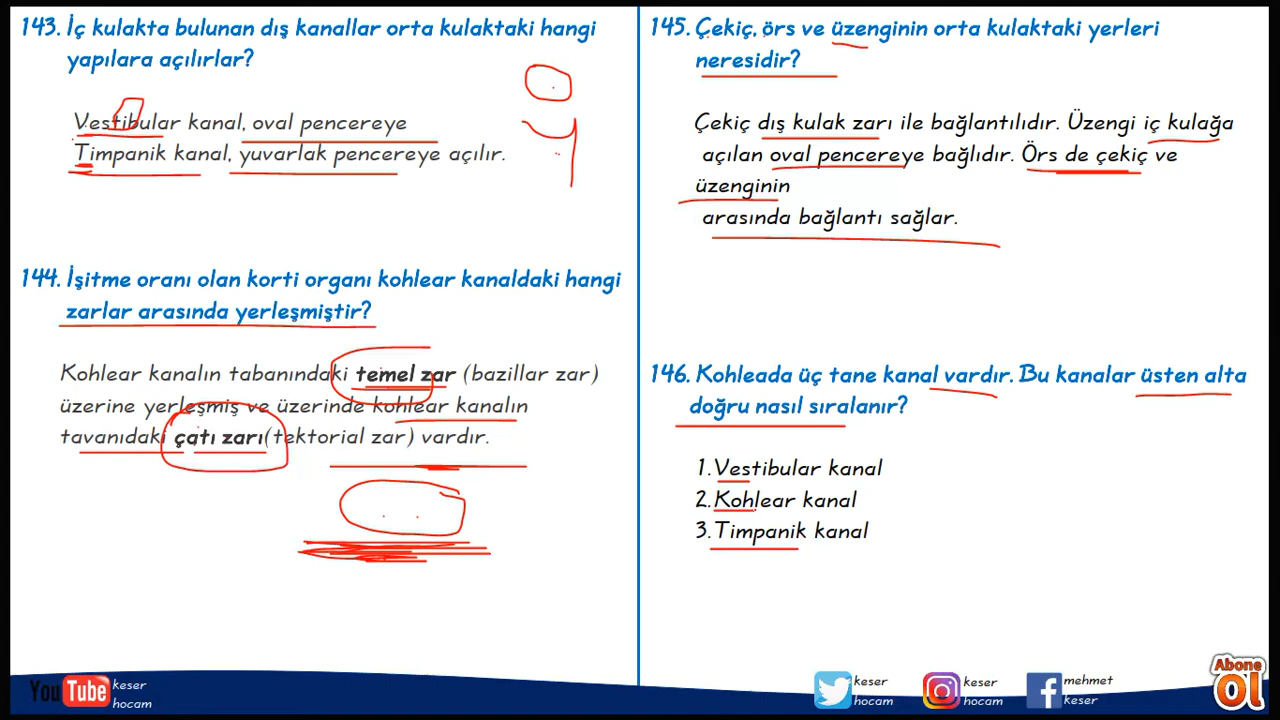 143. İç kulakta bulunan dış kanallar orta kulaktaki hangi
yapılara açılırlar?
Vestibular kanal, oval pencereye
Timpanik kanal, yuvarlak pencereye açılır.
144. İşitme oranı olan korti organı kohlear kanaldaki hangi
zarlar arasında yerleşmiştir?
Kohlear kanalın tabanındaki temel zar (bazillar zar)
üzerine yerleşmiş ve üzerinde kohlear kanalın
tavanıdaki çatı zarı(tektorial zar) vardır.
145. Çekiç, örs ve üzenginin orta kulaktaki yerleri
neresidir?
Çekiç dış kulak zarı ile bağlantılıdır. Üzengi iç kulağa
açılan oval pencereye bağlıdır. Örs de çekiç ve
üzenginin
arasında bağlantı sağlar.
146. Kohleada üç tane kanal vardır. Bu kanalar üsten alta
doğru nasıl sıralanır?
1.Vestibular kanal
2.Kohlear kanal
3.Timpanik kanal
YouTube keser
hocam
keser
hocam
keser
hocam
mehmet
keser
Abone
OL